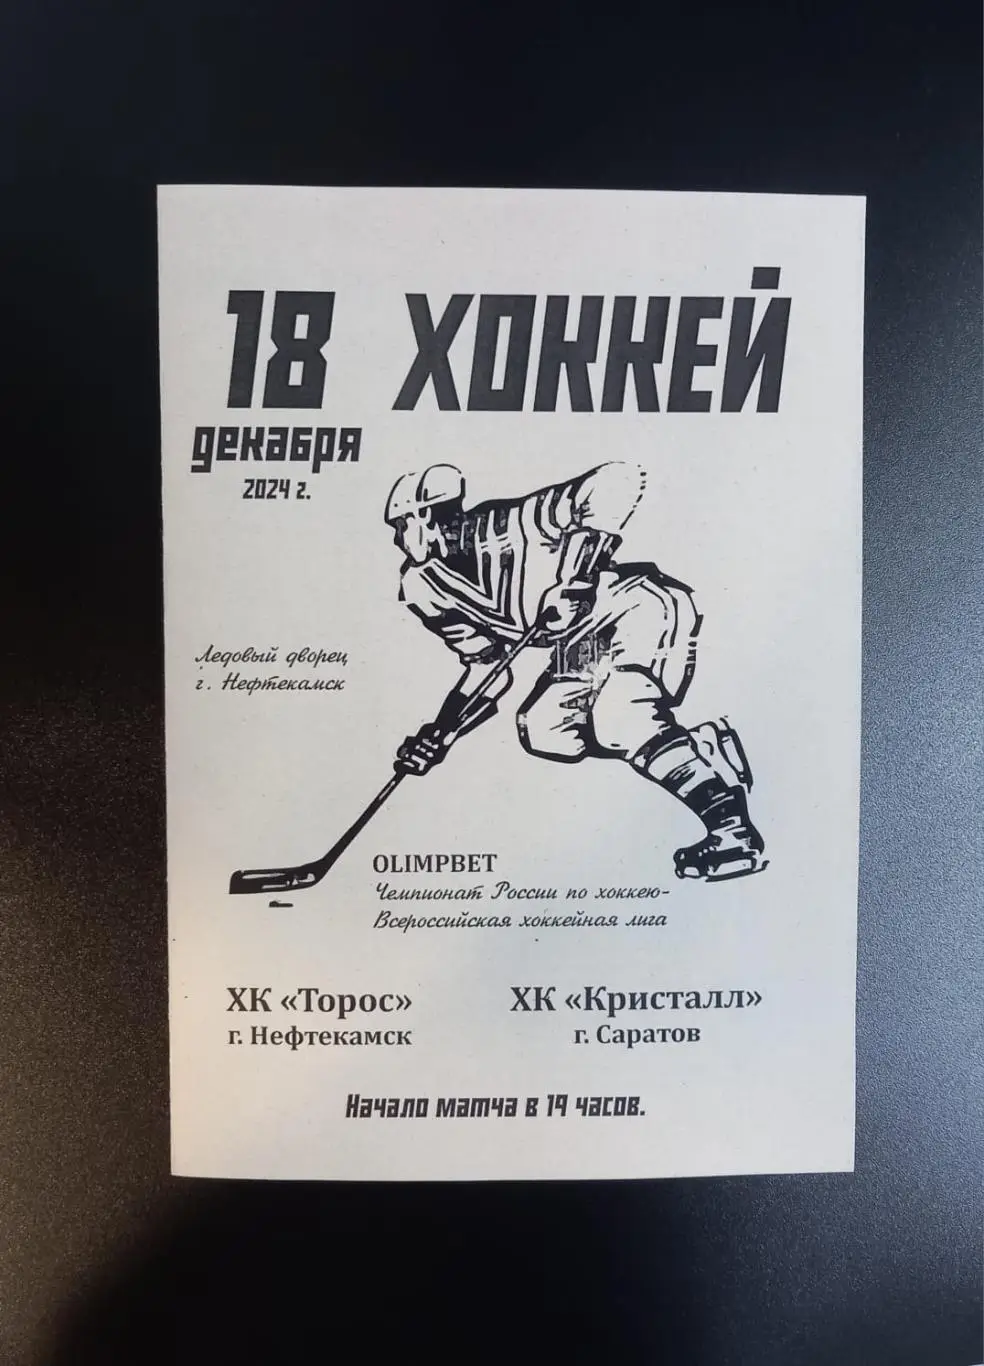 18 ХОККЕЙ
декабря
2024 г.
Ледовый дворец
г. Нефтекамск
OLIMPBET
Чемпионат России по хоккею-
Всероссийская хоккейная лига
ХК «Торос» ХК «Кристалл»
г. Нефтекамск г. Саратов
Начало матча в 19 часов.